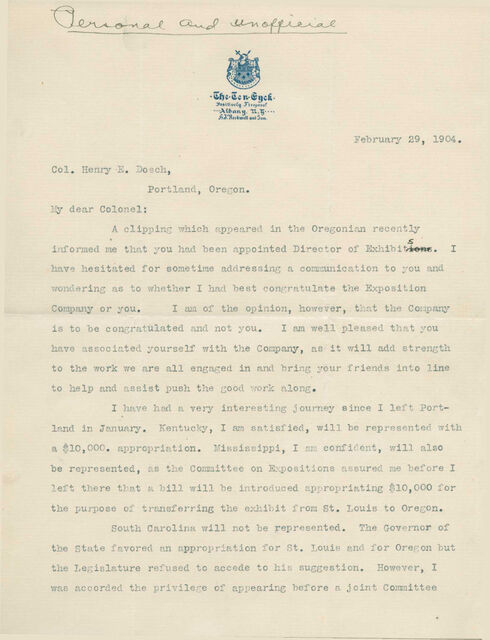 Personal and unofficial
The Ten Eyck
Positively Fireproof
Albany, N.Y.
H.J. Rockwell and Son.
February 29, 1904.
Col. Henry E. Dosch,
Portland, Oregon.
My dear Colonel:
A clipping which appeared in the Oregonian recently
informed me that you had been appointed Director of Exhibits. I
have hesitated for sometime addressing a communication to you and
wondering as to whether I had best congratulate the Exposition
Company or you. I am of the opinion, however, that the Company
is to be congratulated and not you. I am well pleased that you
have associated yourself with the Company, as it will add strength
to the work we are all engaged in and bring your friends into line
to help and assist push the good work along.
I have had a very interesting journey since I left Port-
land in January. Kentucky, I am satisfied, will be represented with
a $10,000. appropriation. Mississippi, I am confident, will also
be represented, as the Committee on Expositions assured me before I
left there that a bill will be introduced appropriating $10,000 for
the purpose of transferring the exhibit from St. Louis to Oregon.
South Carolina will not be represented. The Governor of
the State favored an appropriation for St. Louis and for Oregon but
the Legislature refused to accede to his suggestion. However, I
was accorded the privilege of appearing before a joint Committee